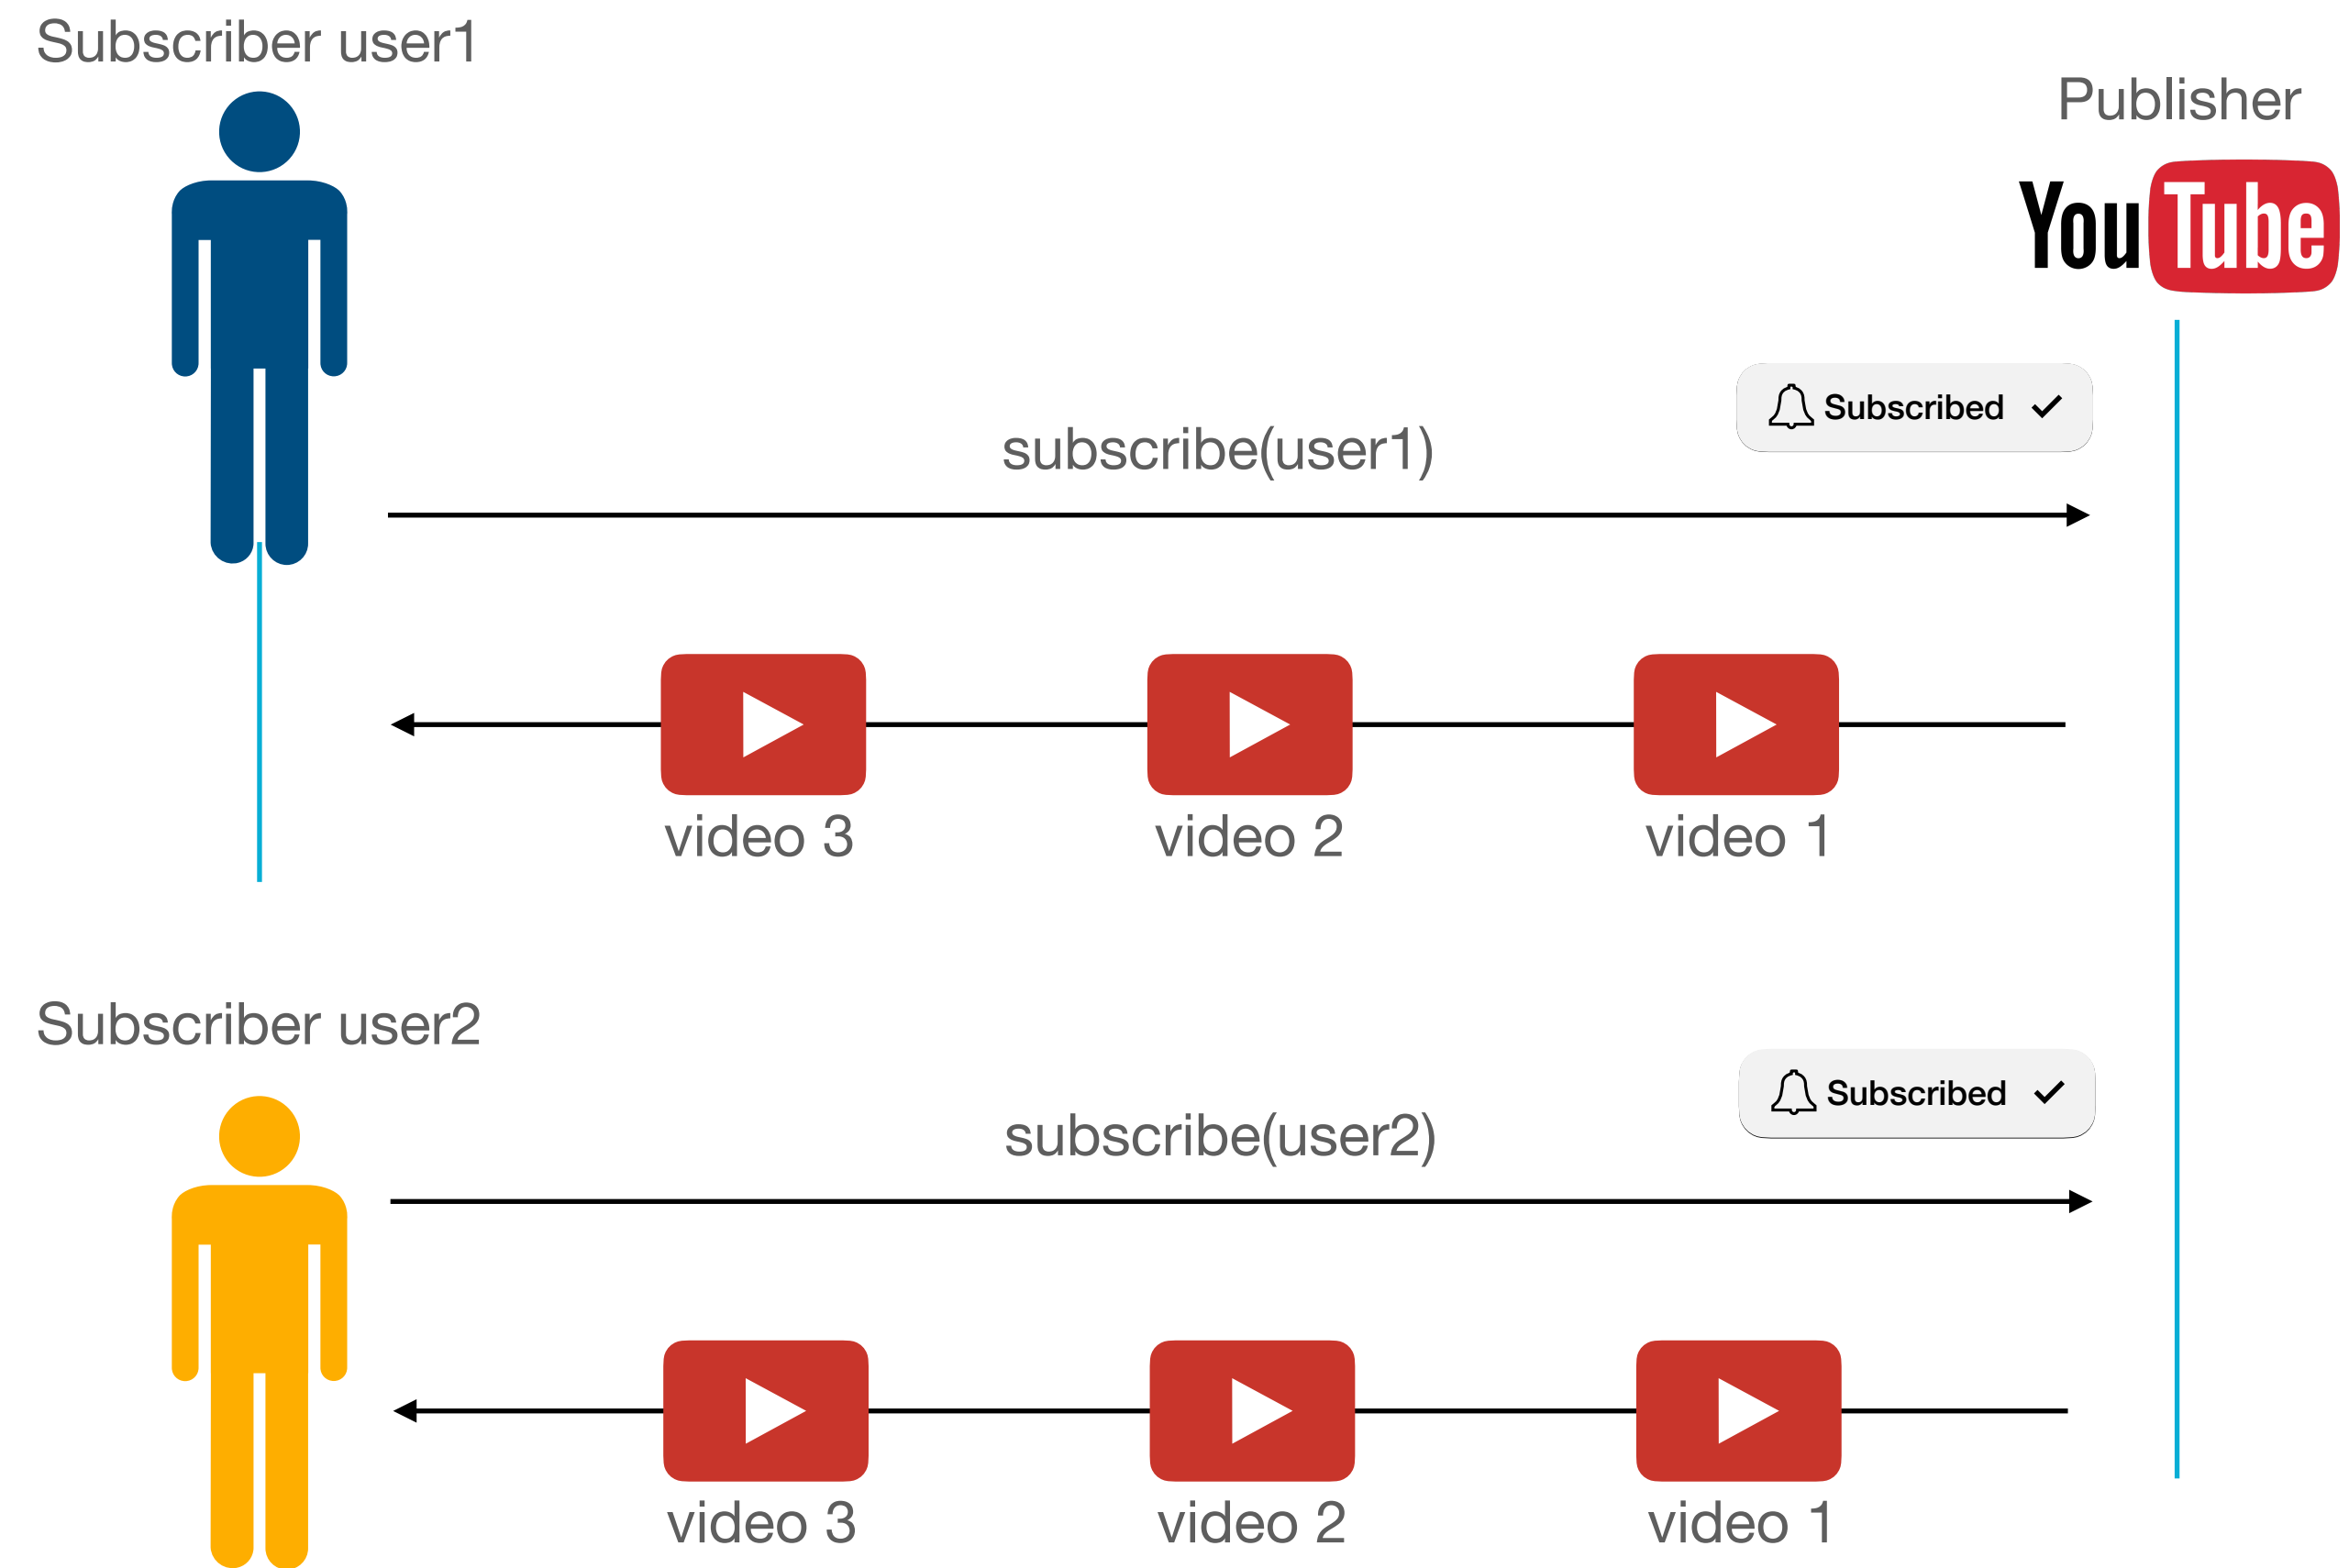 Subscriber user1
Publisher
YouTube
Subscribed
subscribe(user1)
video 3
video 2
video 1
Subscriber user2
Subscribed
subscribe(user2)
video 3
video 2
video 1